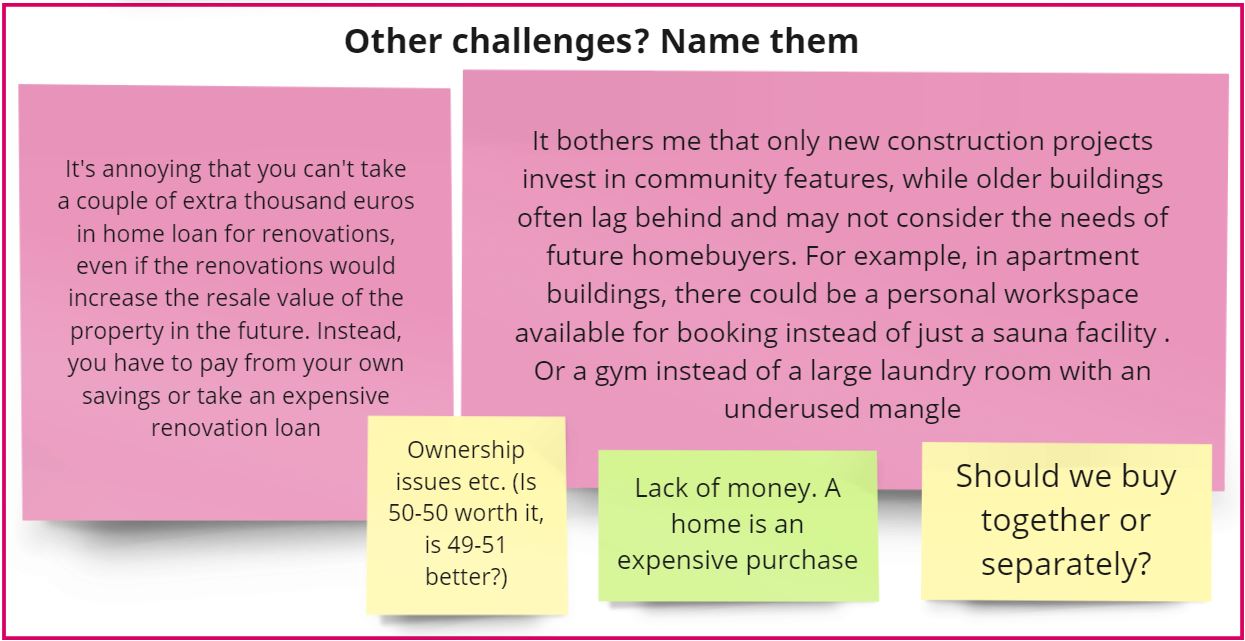 Other challenges? Name them
It's annoying that you can't take
a couple of extra thousand euros
in home loan for renovations,
even if the renovations would
increase the resale value of the
property in the future. Instead,
you have to pay from your own
savings or take an expensive
renovation loan
It bothers me that only new construction projects
invest in community features, while older buildings
often lag behind and may not consider the needs of
future homebuyers. For example, in apartment
buildings, there could be a personal workspace
available for booking instead of just a sauna facility .
Or a gym instead of a large laundry room with an
underused mangle
Ownership
issues etc. (Is
50-50 worth it,
is 49-51
better?)
Lack of money. A
home is an
expensive purchase
Should we buy
together or
separately?